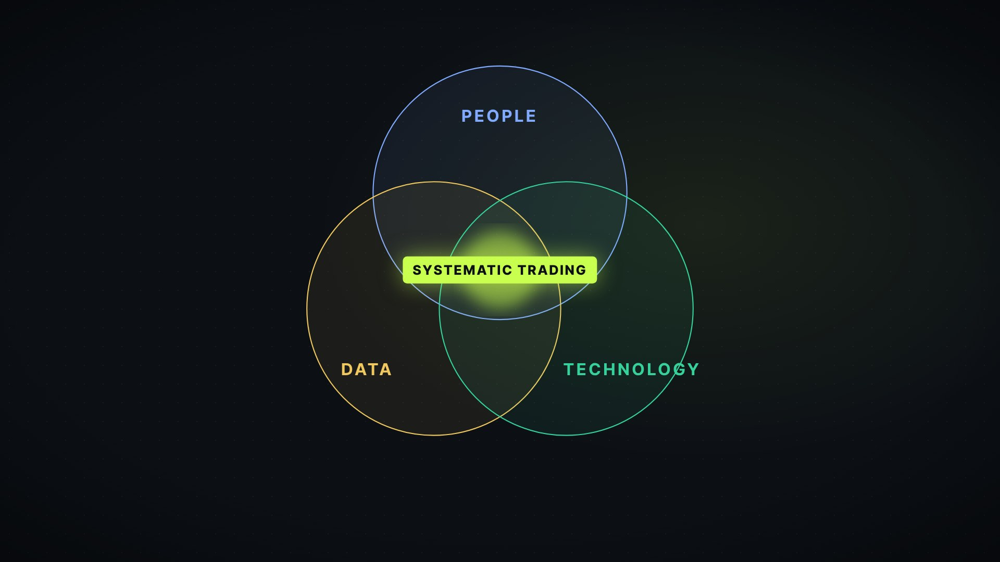 PEOPLE
SYSTEMATIC TRADING
DATA
TECHNOLOGY